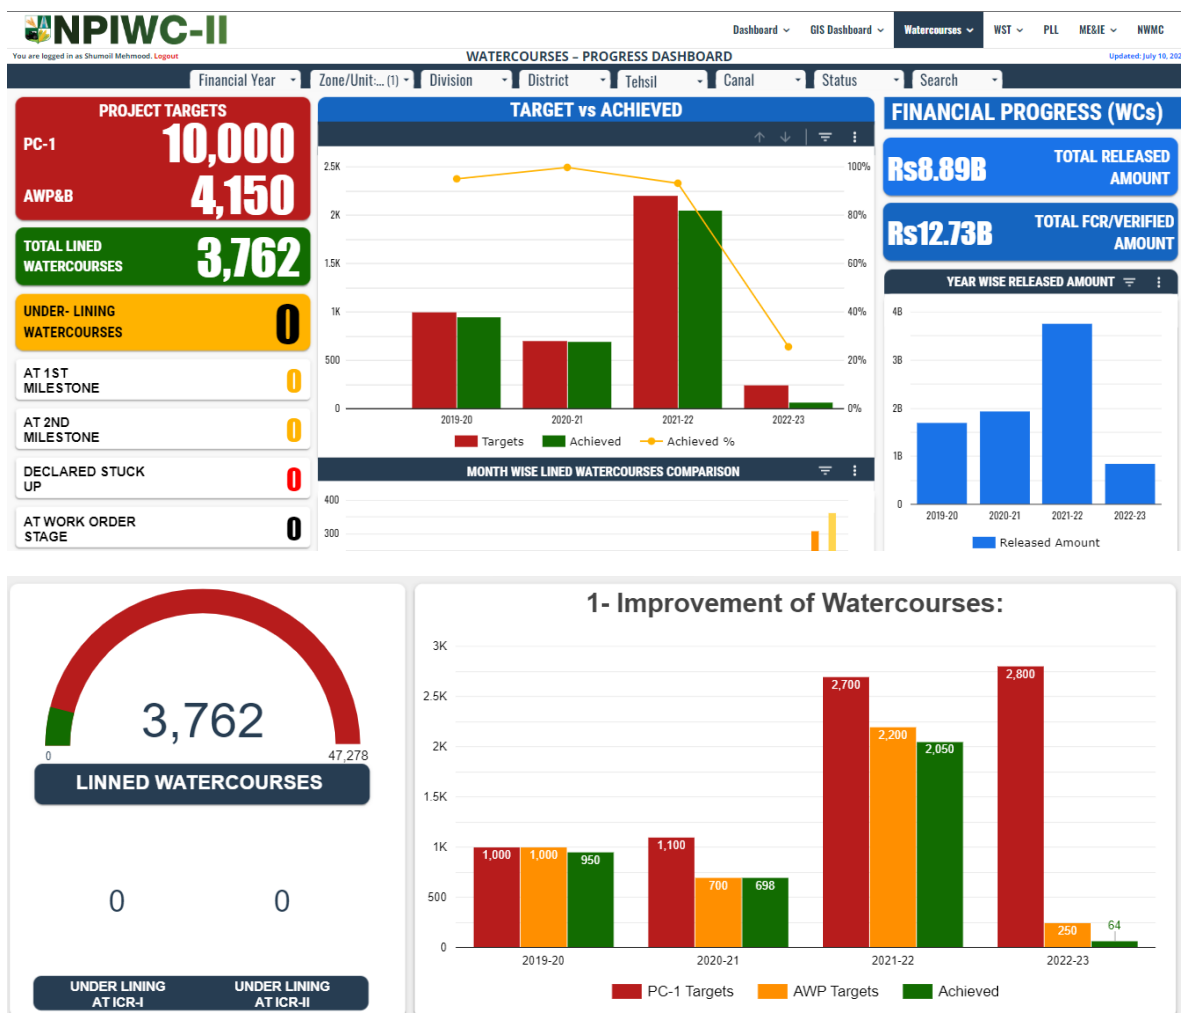 NPIWC-II
Dashboard
GIS Dashboard
Watercourses
WST
PLL
ME&IE
NWMC
You are logged in as Shumoil Mehmood. Logout
WATERCOURSES – PROGRESS DASHBOARD
Updated: July 10, 202
Financial Year
Zone/Unit:... (1)
Division
District
Tehsil
Canal
Status
Search
PROJECT TARGETS
PC-1 10,000
AWP&B 4,150
TOTAL LINED
WATERCOURSES
3,762
UNDER- LINING
WATERCOURSES
0
AT 1ST
MILESTONE
0
AT 2ND
MILESTONE
0
DECLARED STUCK
UP
0
AT WORK ORDER
STAGE
0
TARGET vs ACHIEVED
2.5K
2K
1.5K
1K
500
0
100%
80%
60%
40%
20%
0%
2019-20 2020-21 2021-22 2022-23
Targets Achieved Achieved %
MONTH WISE LINED WATERCOURSES COMPARISON
400
300
FINANCIAL PROGRESS (WCs)
Rs8.89B
TOTAL RELEASED
AMOUNT
Rs12.73B
TOTAL FCR/VERIFIED
AMOUNT
YEAR WISE RELEASED AMOUNT
4B
3B
2B
1B
0
2019-20 2020-21 2021-22 2022-23
Released Amount
3,762
0 47,278
LINNED WATERCOURSES
0 0
UNDER LINING
AT ICR-I
UNDER LINING
AT ICR-II
1- Improvement of Watercourses:
3K
2.5K
2K
1.5K
1K
500
0
1,000 1,000 950
1,100 700 698
2,700 2,200 2,050
2,800 250 64
2019-20 2020-21 2021-22 2022-23
PC-1 Targets AWP Targets Achieved